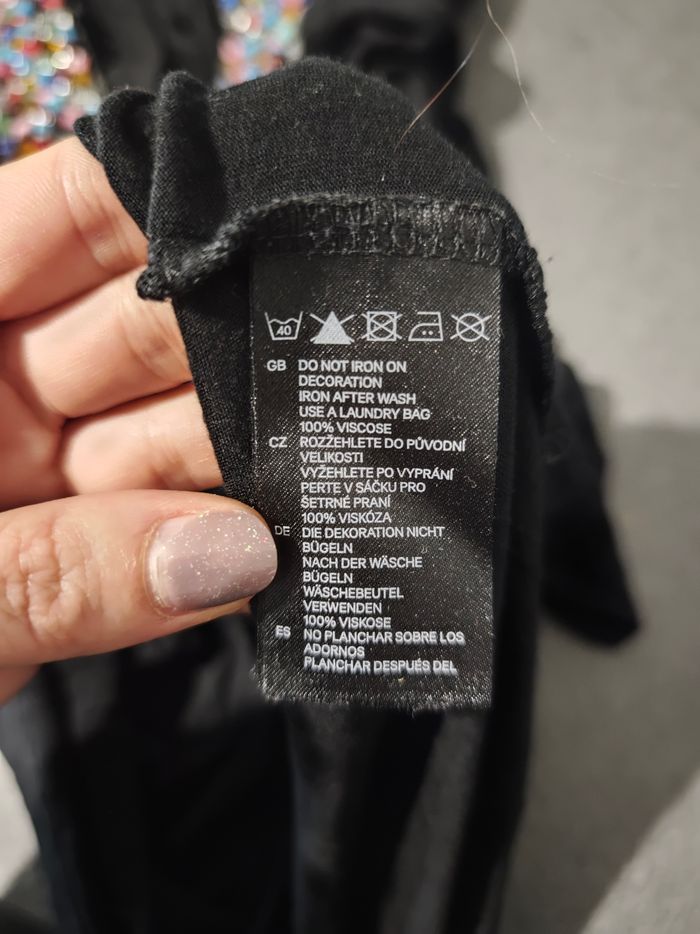 40
GB DO NOT IRON ON
DECORATION
IRON AFTER WASH
USE A LAUNDRY BAG
100% VISCOSE
CZ ROZŽEHLETE DO PŮVODNÍ
VELIKOSTI
VYŽEHLETE PO VYPRÁNÍ
PERTE V SÁČKU PRO
ŠETRNÉ PRANÍ
100% VISKÓZA
DE DIE DEKORATION NICHT
BÜGELN
NACH DER WÄSCHE
BÜGELN
WÄSCHEBEUTEL
VERWENDEN
100% VISKOSE
ES NO PLANCHAR SOBRE LOS
ADORNOS
PLANCHAR DESPUÉS DEL